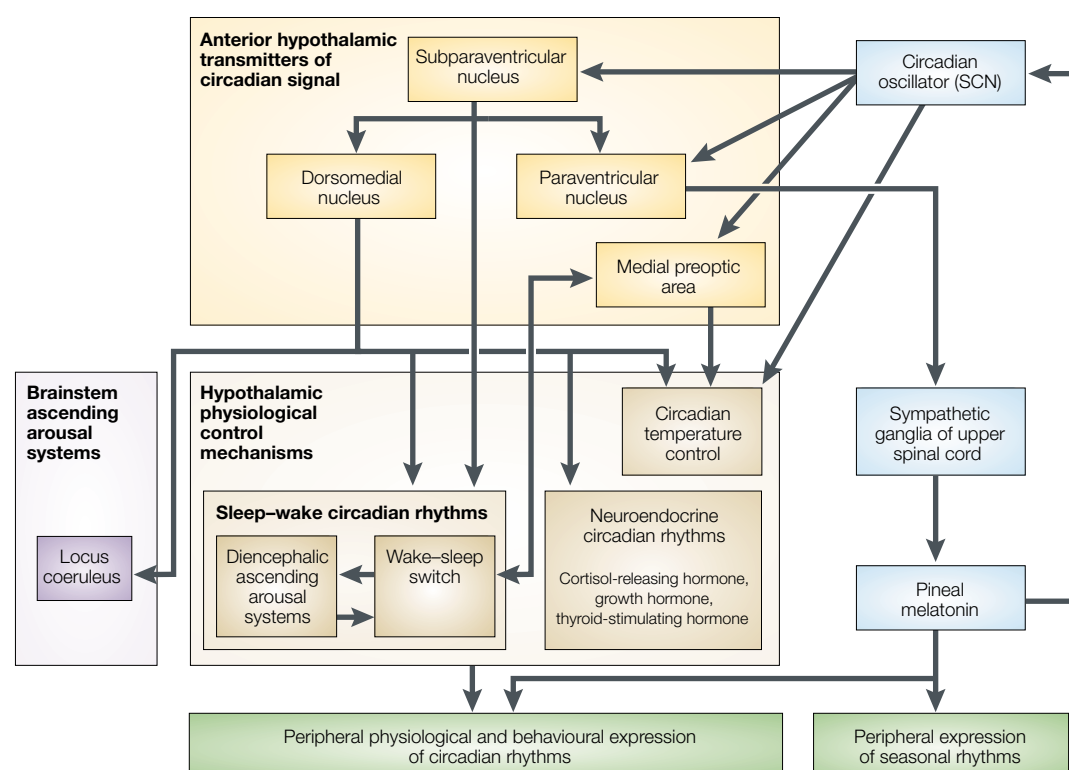 Anterior hypothalamic
transmitters of
circadian signal
Subparaventricular
nucleus
Circadian
oscillator (SCN)
Dorsomedial
nucleus
Paraventricular
nucleus
Medial preoptic
area
Brainstem
ascending
arousal
systems
Hypothalamic
physiological
control
mechanisms
Circadian
temperature
control
Sympathetic
ganglia of upper
spinal cord
Sleep–wake circadian rhythms
Neuroendocrine
circadian rhythms
Cortisol-releasing hormone,
growth hormone,
thyroid-stimulating hormone
Locus
coeruleus
Diencephalic
ascending
arousal
systems
Wake–sleep
switch
Pineal
melatonin
Peripheral physiological and behavioural expression
of circadian rhythms
Peripheral expression
of seasonal rhythms